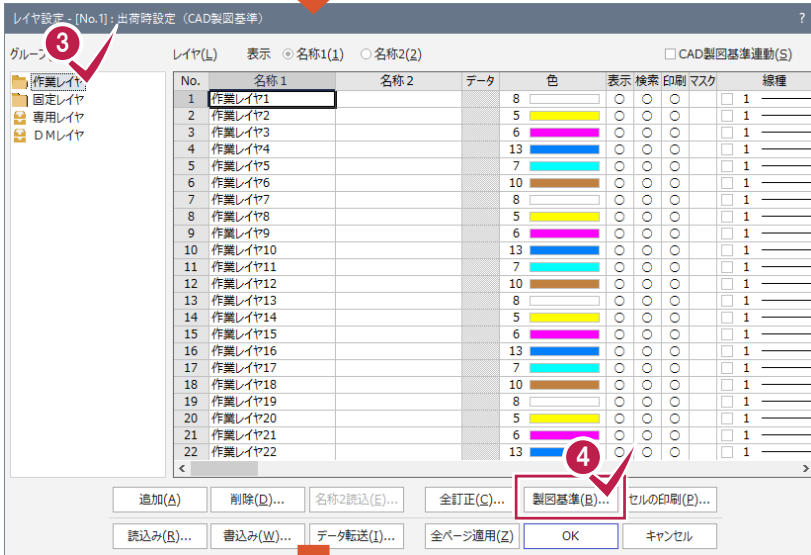 レイヤ設定 - [No.1] : 出荷時設定（CAD製図基準） ?
3
レイヤ(L) 表示 名称1(1) 名称2(2) CAD製図基準連動(S)
作業レイヤ
固定レイヤ
専用レイヤ
ＤＭレイヤ
No. 名称１ 名称２ データ 色 表示 検索 印刷 マスク 線種
1 作業レイヤ1 8 ○ ○ ○ 1
2 作業レイヤ2 5 ○ ○ ○ 1
3 作業レイヤ3 6 ○ ○ ○ 1
4 作業レイヤ4 13 ○ ○ ○ 1
5 作業レイヤ5 7 ○ ○ ○ 1
6 作業レイヤ6 10 ○ ○ ○ 1
7 作業レイヤ7 8 ○ ○ ○ 1
8 作業レイヤ8 5 ○ ○ ○ 1
9 作業レイヤ9 6 ○ ○ ○ 1
10 作業レイヤ10 13 ○ ○ ○ 1
11 作業レイヤ11 7 ○ ○ ○ 1
12 作業レイヤ12 10 ○ ○ ○ 1
13 作業レイヤ13 8 ○ ○ ○ 1
14 作業レイヤ14 5 ○ ○ ○ 1
15 作業レイヤ15 6 ○ ○ ○ 1
16 作業レイヤ16 13 ○ ○ ○ 1
17 作業レイヤ17 7 ○ ○ ○ 1
18 作業レイヤ18 10 ○ ○ ○ 1
19 作業レイヤ19 8 ○ ○ ○ 1
20 作業レイヤ20 5 ○ ○ ○ 1
21 作業レイヤ21 6 ○ ○ ○ 1
22 作業レイヤ22 13 ○ ○ 1
4
追加(A) 削除(D)... 名称2読込(E)... 全訂正(C)... 製図基準(B)... セルの印刷(P)...
読込み(R)... 書込み(W)... データ転送(I)... 全ページ適用(Z) OK キャンセル